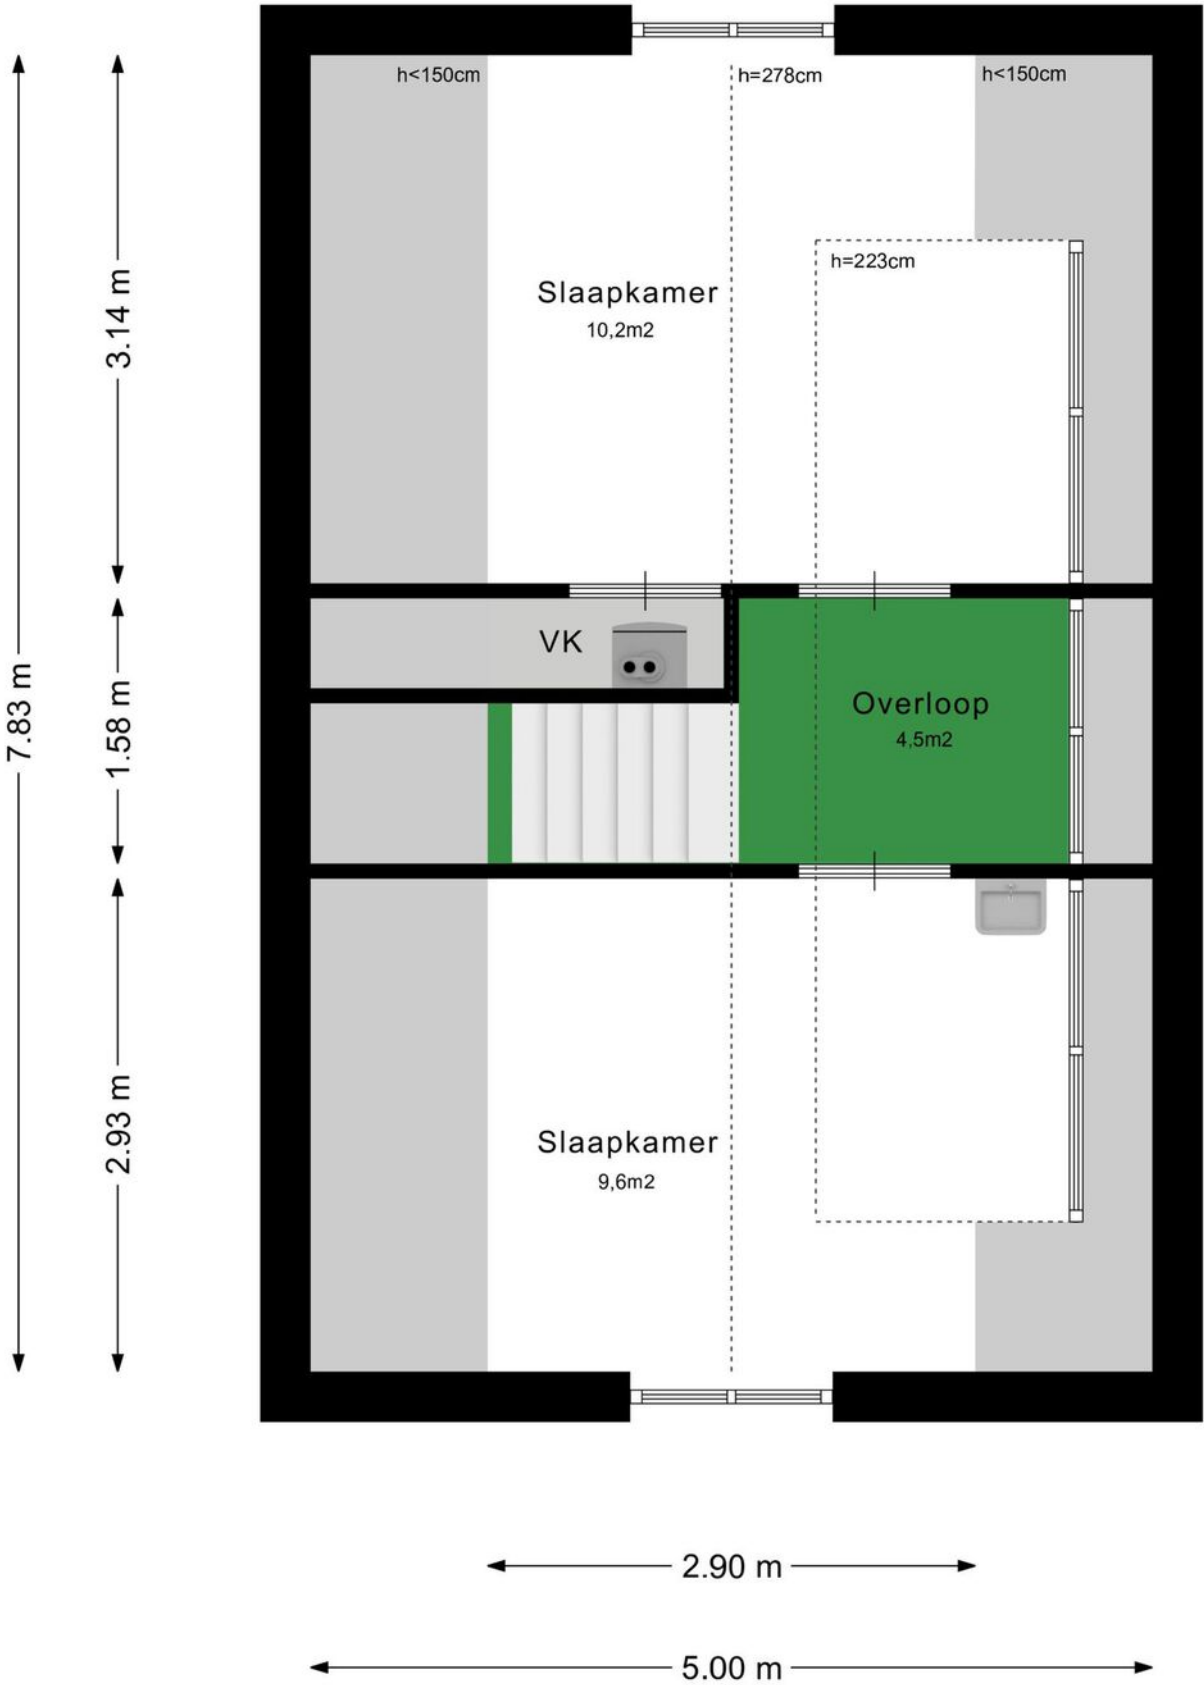 h<150cm
h=278cm
h<150cm
h=223cm
Slaapkamer
10,2m2
3.14 m
VK
Overloop
4,5m2
7.83 m
1.58 m
2.93 m
Slaapkamer
9,6m2
2.90 m
5.00 m